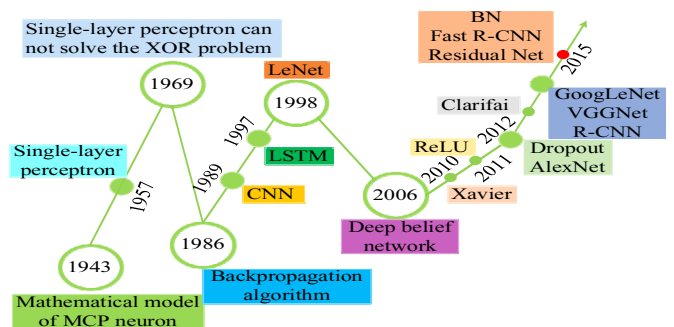 Single-layer perceptron can
not solve the XOR problem
1969
Single-layer
perceptron
1957
1943
Mathematical model
of MCP neuron
LeNet
1998
1997
LSTM
1989
CNN
1986
Backpropagation
algorithm
2006
Deep belief
network
ReLU
2010
Xavier
2011
Clarifai
2012
Dropout
AlexNet
GoogLeNet
VGGNet
R-CNN
BN
Fast R-CNN
Residual Net
2015